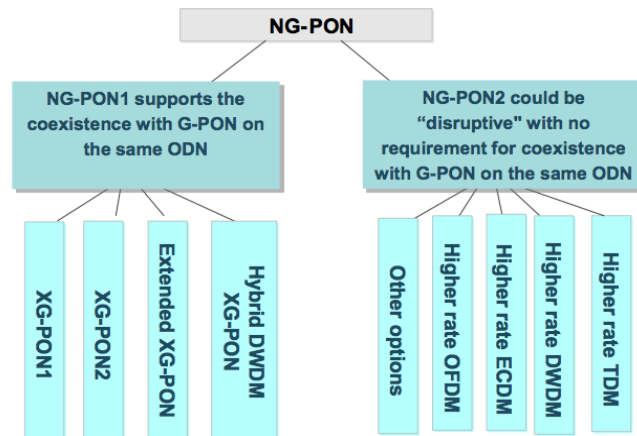 NG-PON
NG-PON1 supports the
coexistence with G-PON on
the same ODN
NG-PON2 could be
“disruptive" with no
requirement for coexistence
with G-PON on the same ODN
XG-PON1
XG-PON2
Extended XG-PON
Hybrid DWDM
XG-PON
Other options
Higher rate OFDM
Higher rate ECDM
Higher rate DWDM
Higher rate TDM